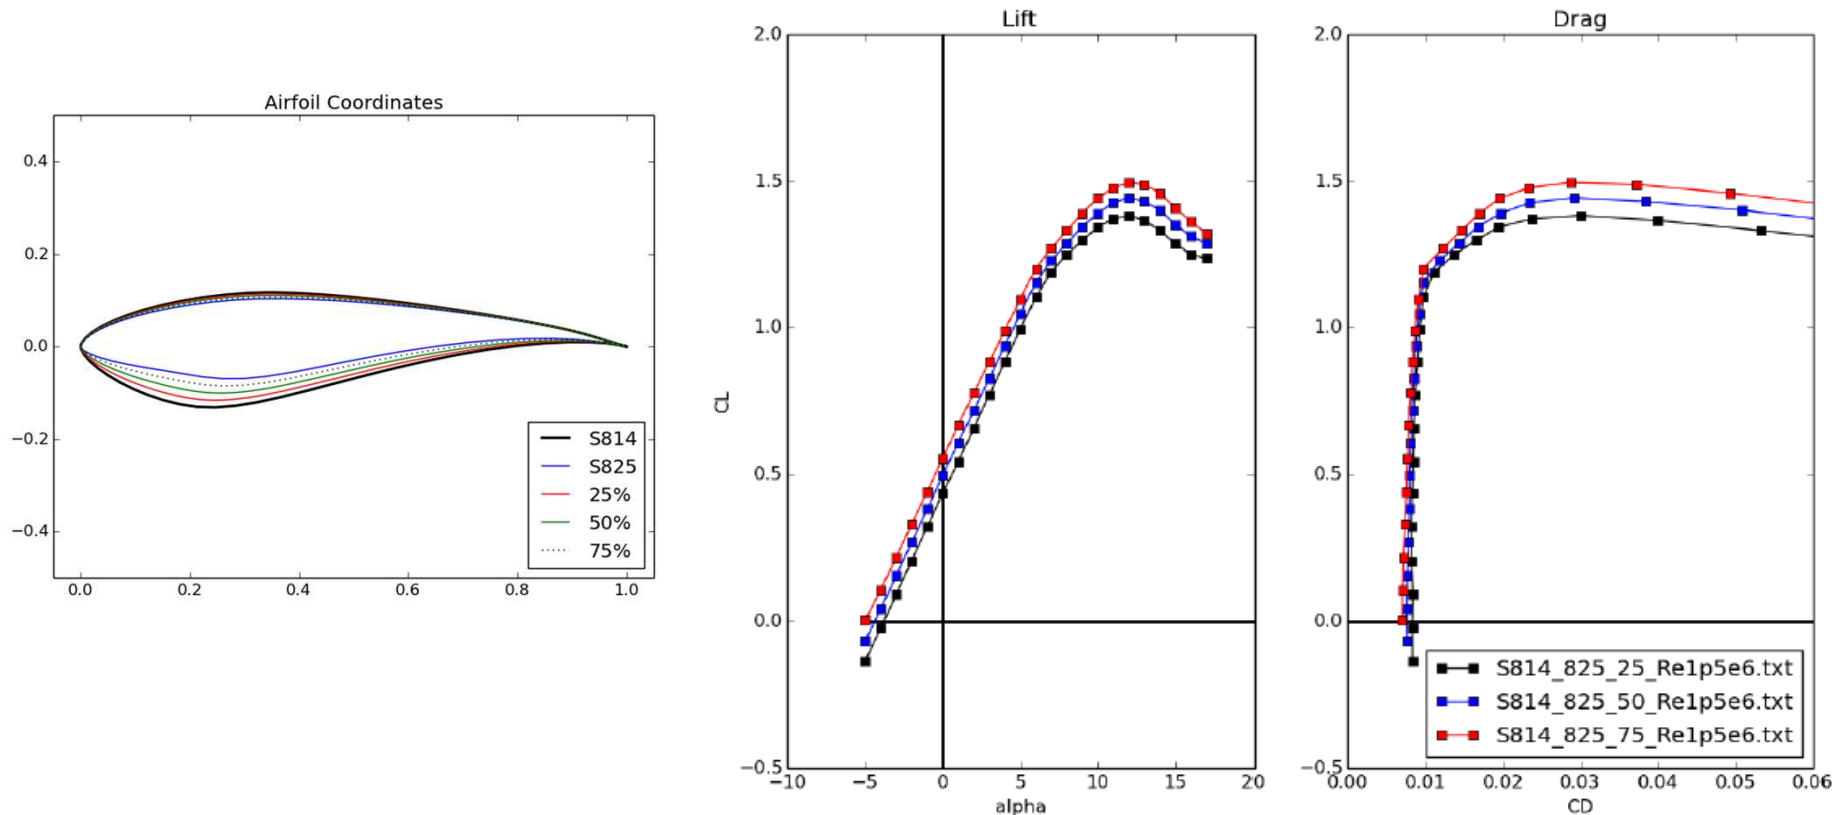 Airfoil Coordinates
0.4
0.2
0.0
−0.2
−0.4
0.0 0.2 0.4 0.6 0.8 1.0
S814
S825
25%
50%
75%
Lift
CL
2.0
1.5
1.0
0.5
0.0
−0.5
−10 −5 0 5 10 15 20
alpha
Drag
2.0
1.5
1.0
0.5
0.0
−0.5
0.00 0.01 0.02 0.03 0.04 0.05 0.06
CD
S814_825_25_Re1p5e6.txt
S814_825_50_Re1p5e6.txt
S814_825_75_Re1p5e6.txt